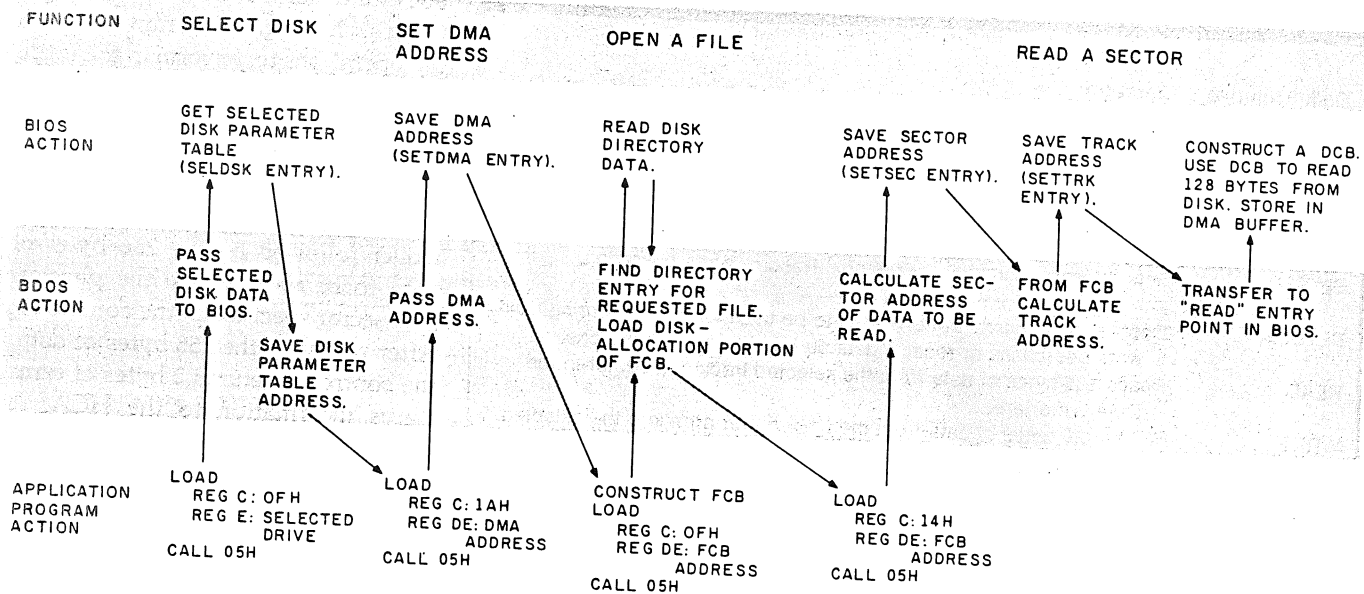 FUNCTION
SELECT DISK
SET DMA
ADDRESS
OPEN A FILE
READ A SECTOR
BIOS
ACTION
GET SELECTED
DISK PARAMETER
TABLE
(SELDSK ENTRY).
SAVE DMA
ADDRESS
(SETDMA ENTRY).
READ DISK
DIRECTORY
DATA.
SAVE SECTOR
ADDRESS
(SETSEC ENTRY).
SAVE TRACK
ADDRESS
(SETTRK
ENTRY).
CONSTRUCT A DCB.
USE DCB TO READ
128 BYTES FROM
DISK. STORE IN
DMA BUFFER.
BDOS
ACTION
PASS
SELECTED
DISK DATA
TO BIOS.
SAVE DISK
PARAMETER
TABLE
ADDRESS.
PASS DMA
ADDRESS.
FIND DIRECTORY
ENTRY FOR
REQUESTED FILE.
LOAD DISK-
ALLOCATION PORTION
OF FCB.
CALCULATE SEC-
TOR ADDRESS
OF DATA TO BE
READ.
FROM FCB
CALCULATE
TRACK
ADDRESS.
TRANSFER TO
"READ" ENTRY
POINT IN BIOS.
APPLICATION
PROGRAM
ACTION
LOAD
REG C: OFH
REG E: SELECTED
DRIVE
CALL 05H
LOAD
REG C: 1AH
REG DE: DMA
ADDRESS
CALL 05H
CONSTRUCT FCB
LOAD
REG C: OFH
REG DE: FCB
ADDRESS
CALL 05H
LOAD
REG C: 14H
REG DE: FCB
ADDRESS
CALL 05H